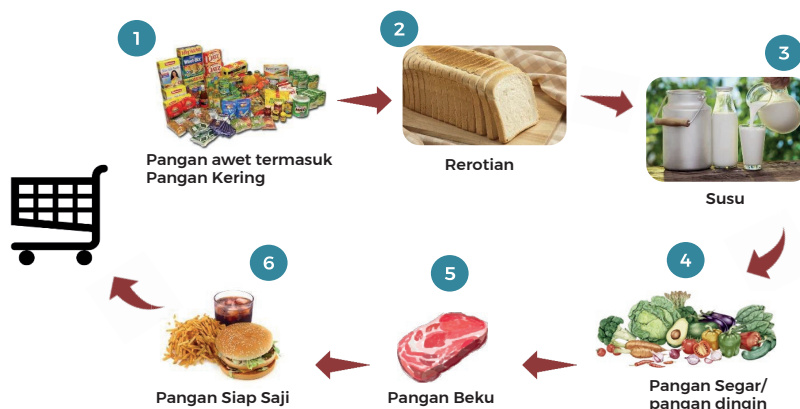 1
Pangan awet termasuk
Pangan Kering
2
Rerotian
3
Susu
4
Pangan Segar/
pangan dingin
5
Pangan Beku
6
Pangan Siap Saji